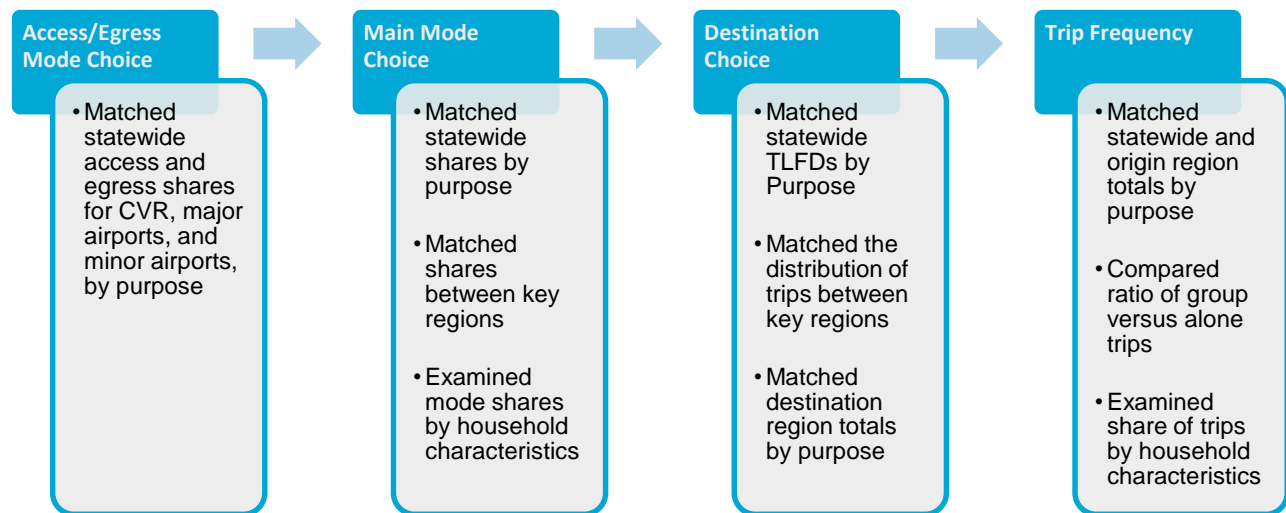 Access/Egress
Mode Choice
• Matched
statewide
access and
egress shares
for CVR, major
airports, and
minor airports,
by purpose
Main Mode
Choice
• Matched
statewide
shares by
purpose
• Matched
shares
between key
regions
• Examined
mode shares
by household
characteristics
Destination
Choice
• Matched
statewide
TLFDs by
Purpose
• Matched the
distribution of
trips between
key regions
• Matched
destination
region totals
by purpose
Trip Frequency
• Matched
statewide and
origin region
totals by
purpose
• Compared
ratio of group
versus alone
trips
• Examined
share of trips
by household
characteristics